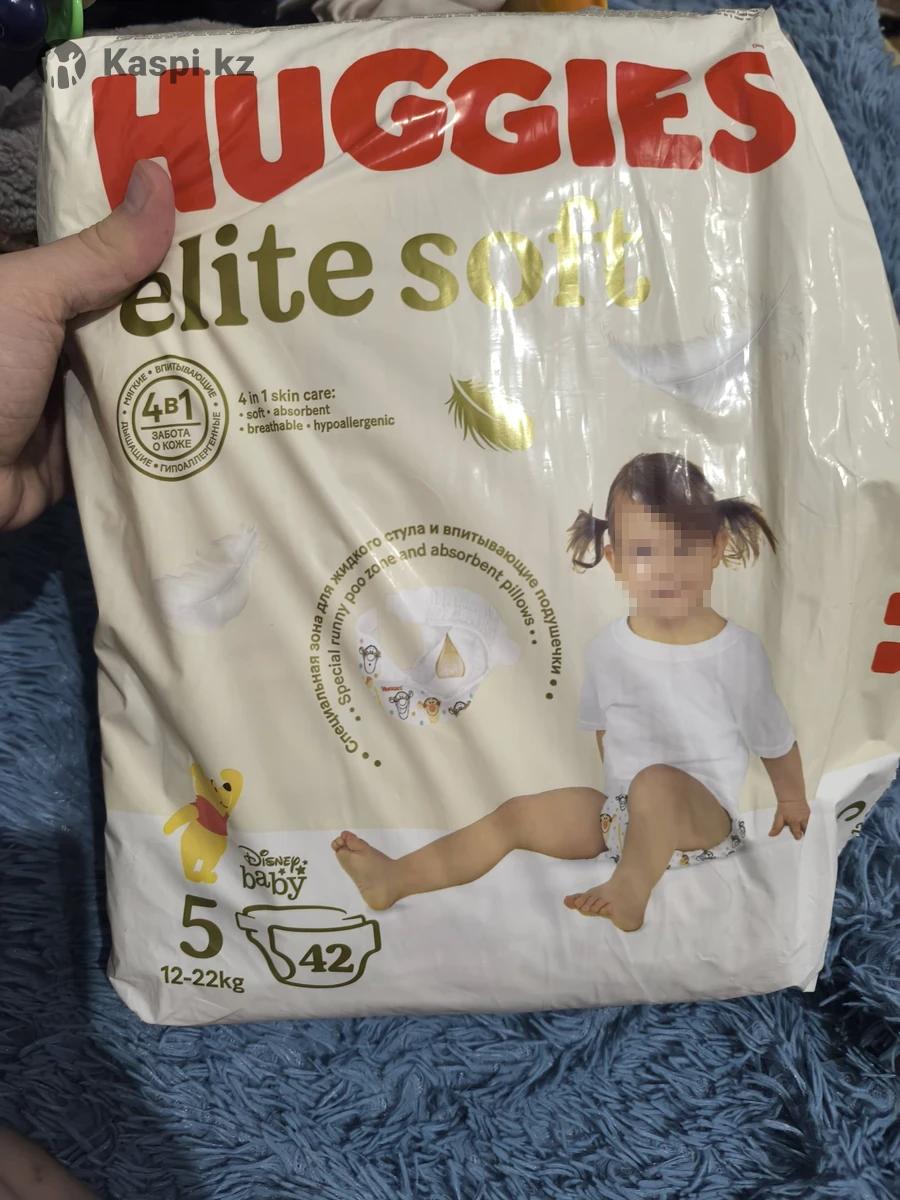 Kaspi.kz
HUGGIES
elite soft
МЯГКИЕ • ВПИТЫВАЮЩИЕ • ГИПОАЛЛЕРГЕННЫЕ • ДЫШАЩИЕ •
4в1
ЗАБОТА
О КОЖЕ
4 in 1 skin care:
• soft • absorbent
• breathable • hypoallergenic
•• Специальная зона для жидкого стула и впитывающие подушечки ••
•• Special runny poo zone and absorbent pillows ••
Huggies
Disney
baby
5
42
12-22kg